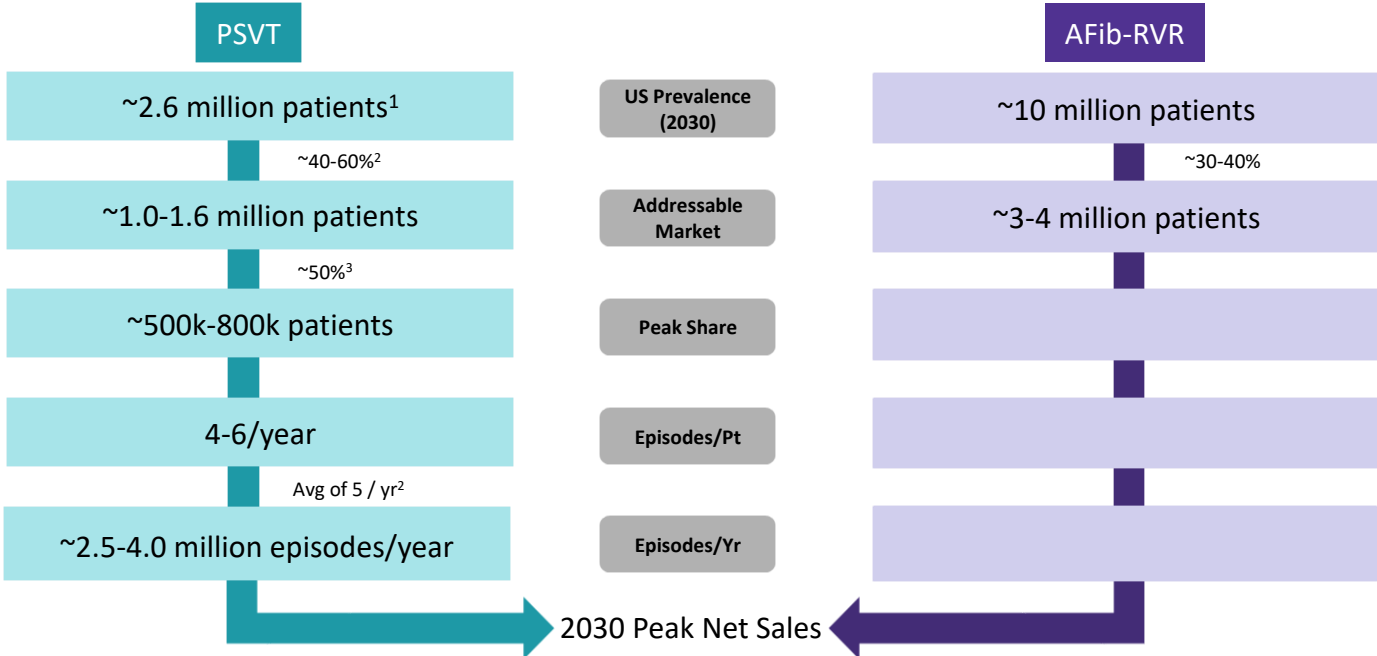 PSVT
AFib-RVR
~2.6 million patients1
US Prevalence
(2030)
~10 million patients
~40-60%2
~30-40%
~1.0-1.6 million patients
Addressable
Market
~3-4 million patients
~50%3
~500k-800k patients
Peak Share
4-6/year
Episodes/Pt
Avg of 5 / yr2
~2.5-4.0 million episodes/year
Episodes/Yr
2030 Peak Net Sales